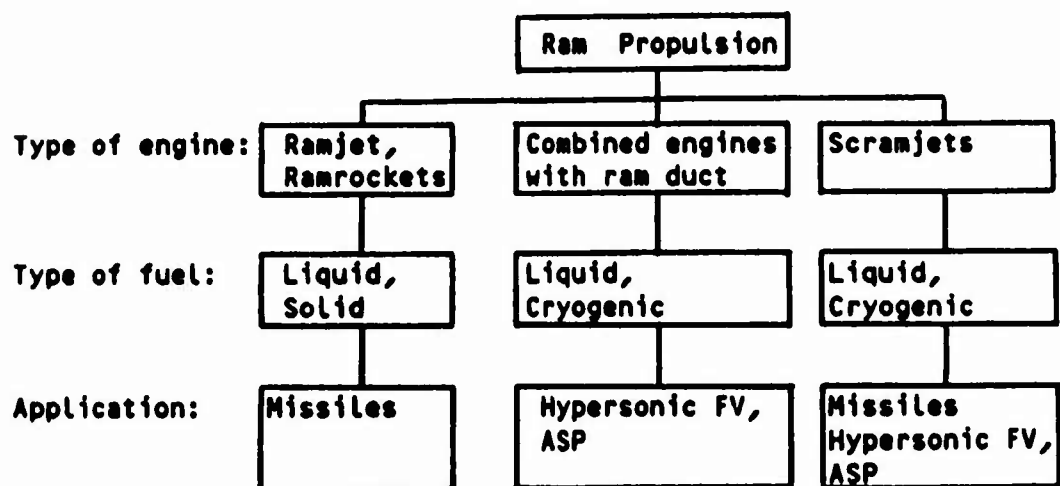 Ram Propulsion
Type of engine:
Ramjet,
Ramrockets
Combined engines
with ram duct
Scramjets
Type of fuel:
Liquid,
Solid
Liquid,
Cryogenic
Liquid,
Cryogenic
Application:
Missiles
Hypersonic FV,
ASP
Missiles
Hypersonic FV,
ASP